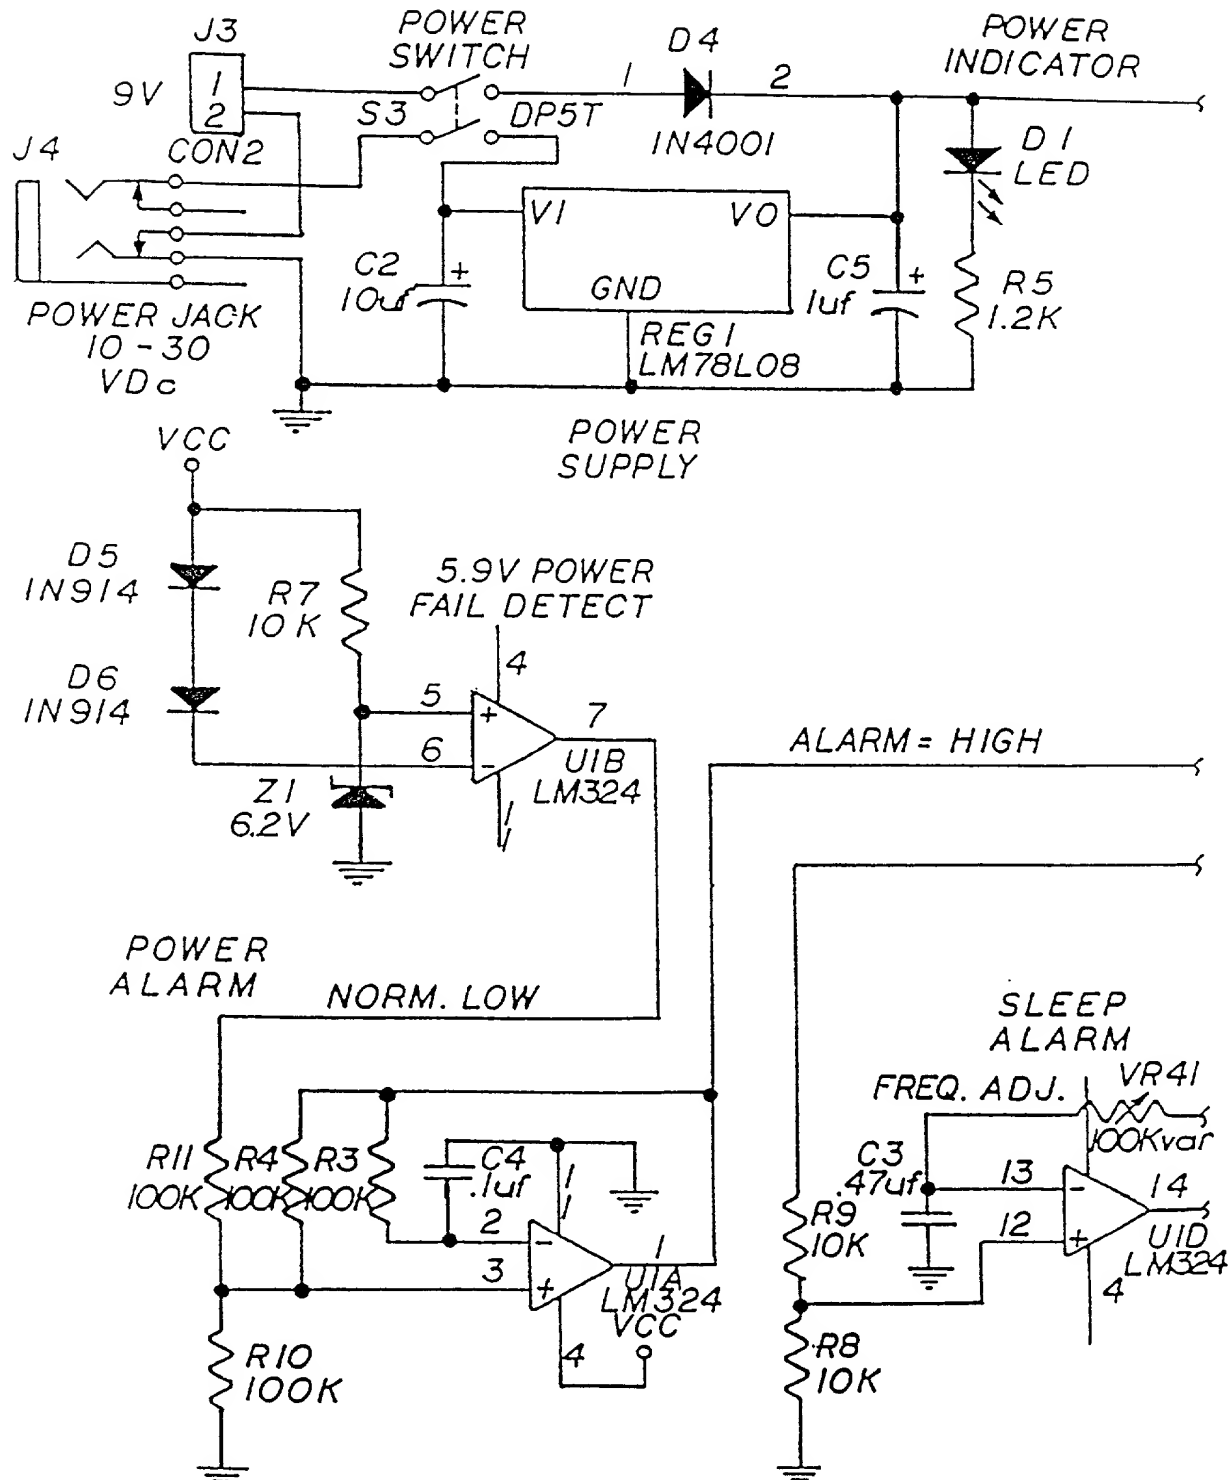 J3
POWER
SWITCH
D4
POWER
INDICATOR
9V
1
2
S3
DP5T
1
2
1N4001
D1
LED
J4
CON2
VI
VO
GND
C2
10uf
+
C5
1uf
+
R5
1.2K
POWER JACK
10-30
VDc
REG1
LM78L08
POWER
SUPPLY
VCC
D5
1N914
R7
10K
5.9V POWER
FAIL DETECT
4
D6
1N914
5
+
7
6
-
U1B
LM324
11
Z1
6.2V
ALARM = HIGH
POWER
ALARM
NORM. LOW
SLEEP
ALARM
FREQ. ADJ.
VR41
100Kvar
R11
100K
R4
100K
R3
100K
C4
.1uf
11
2
-
3
+
1
U1A
LM324
VCC
4
R10
100K
C3
.47uf
13
-
14
12
+
U1D
LM324
4
R9
10K
R8
10K